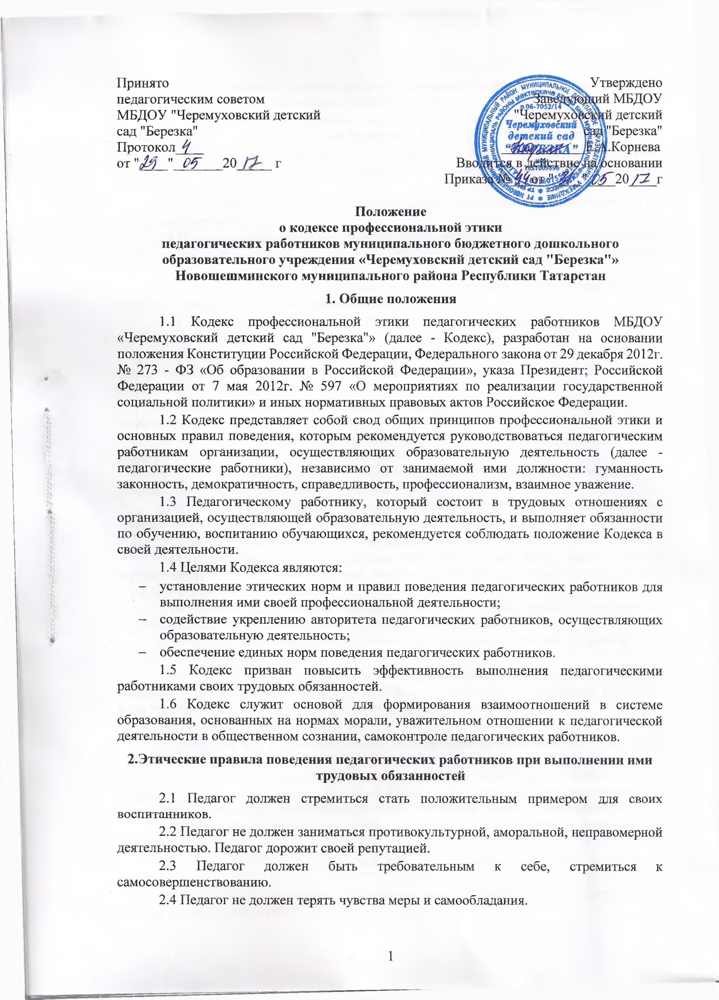 Принято
педагогическим советом
МБДОУ "Черемуховский детский
сад "Березка"
Протокол 4
от "29" 05 2017 г
Утверждено
Заведующий МБДОУ
"Черемуховский детский
сад "Березка"
Е.А.Корнева
Вводится в действие на основании
Приказа № 44 от "31" 05 2017 г
р 06-7052/14
Черемуховский
детский сад
"БЕРЕЗКА"
Положение
о кодексе профессиональной этики
педагогических работников муниципального бюджетного дошкольного
образовательного учреждения «Черемуховский детский сад "Березка"»
Новошешминского муниципального района Республики Татарстан
1. Общие положения
1.1 Кодекс профессиональной этики педагогических работников МБДОУ
«Черемуховский детский сад "Березка"» (далее - Кодекс), разработан на основании
положения Конституции Российской Федерации, Федерального закона от 29 декабря 2012г.
№ 273 - ФЗ «Об образовании в Российской Федерации», указа Президент; Российской
Федерации от 7 мая 2012г. № 597 «О мероприятиях по реализации государственной
социальной политики» и иных нормативных правовых актов Российское Федерации.
1.2 Кодекс представляет собой свод общих принципов профессиональной этики и
основных правил поведения, которым рекомендуется руководствоваться педагогическим
работникам организации, осуществляющих образовательную деятельность (далее -
педагогические работники), независимо от занимаемой ими должности: гуманность
законность, демократичность, справедливость, профессионализм, взаимное уважение.
1.3 Педагогическому работнику, который состоит в трудовых отношениях с
организацией, осуществляющей образовательную деятельность, и выполняет обязанности
по обучению, воспитанию обучающихся, рекомендуется соблюдать положение Кодекса в
своей деятельности.
1.4 Целями Кодекса являются:
– установление этических норм и правил поведения педагогических работников для
выполнения ими своей профессиональной деятельности;
– содействие укреплению авторитета педагогических работников, осуществляющих
образовательную деятельность;
– обеспечение единых норм поведения педагогических работников.
1.5 Кодекс призван повысить эффективность выполнения педагогическими
работниками своих трудовых обязанностей.
1.6 Кодекс служит основой для формирования взаимоотношений в системе
образования, основанных на нормах морали, уважительном отношении к педагогической
деятельности в общественном сознании, самоконтроле педагогических работников.
2.Этические правила поведения педагогических работников при выполнении ими
трудовых обязанностей
2.1 Педагог должен стремиться стать положительным примером для своих
воспитанников.
2.2 Педагог не должен заниматься противокультурной, аморальной, неправомерной
деятельностью. Педагог дорожит своей репутацией.
2.3 Педагог должен быть требовательным к себе, стремиться к
самосовершенствованию.
2.4 Педагог не должен терять чувства меры и самообладания.
1